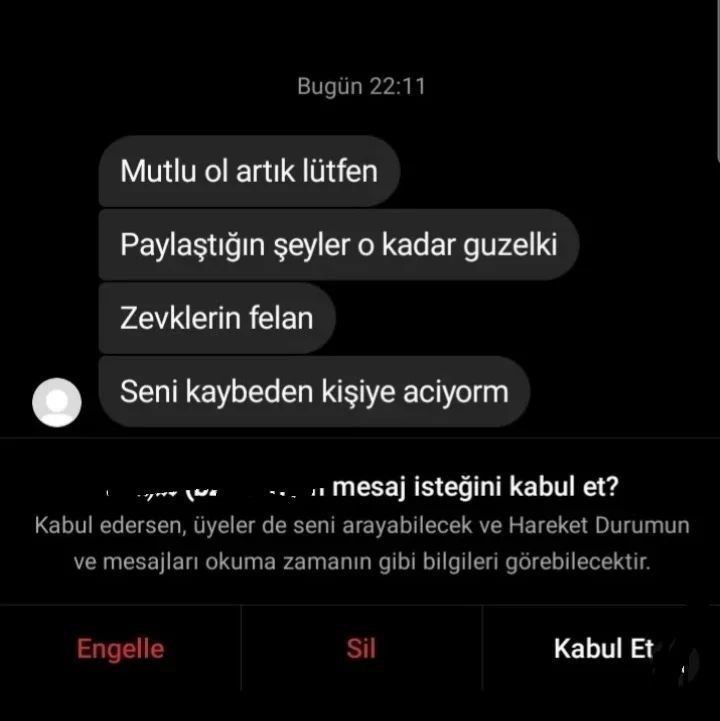 Bugün 22:11
Mutlu ol artık lütfen
Paylaştığın şeyler o kadar guzelki
Zevklerin felan
Seni kaybeden kişiye aciyorm
mesaj isteğini kabul et?
Kabul edersen, üyeler de seni arayabilecek ve Hareket Durumun
ve mesajları okuma zamanın gibi bilgileri görebilecektir.
Engelle
Sil
Kabul Et